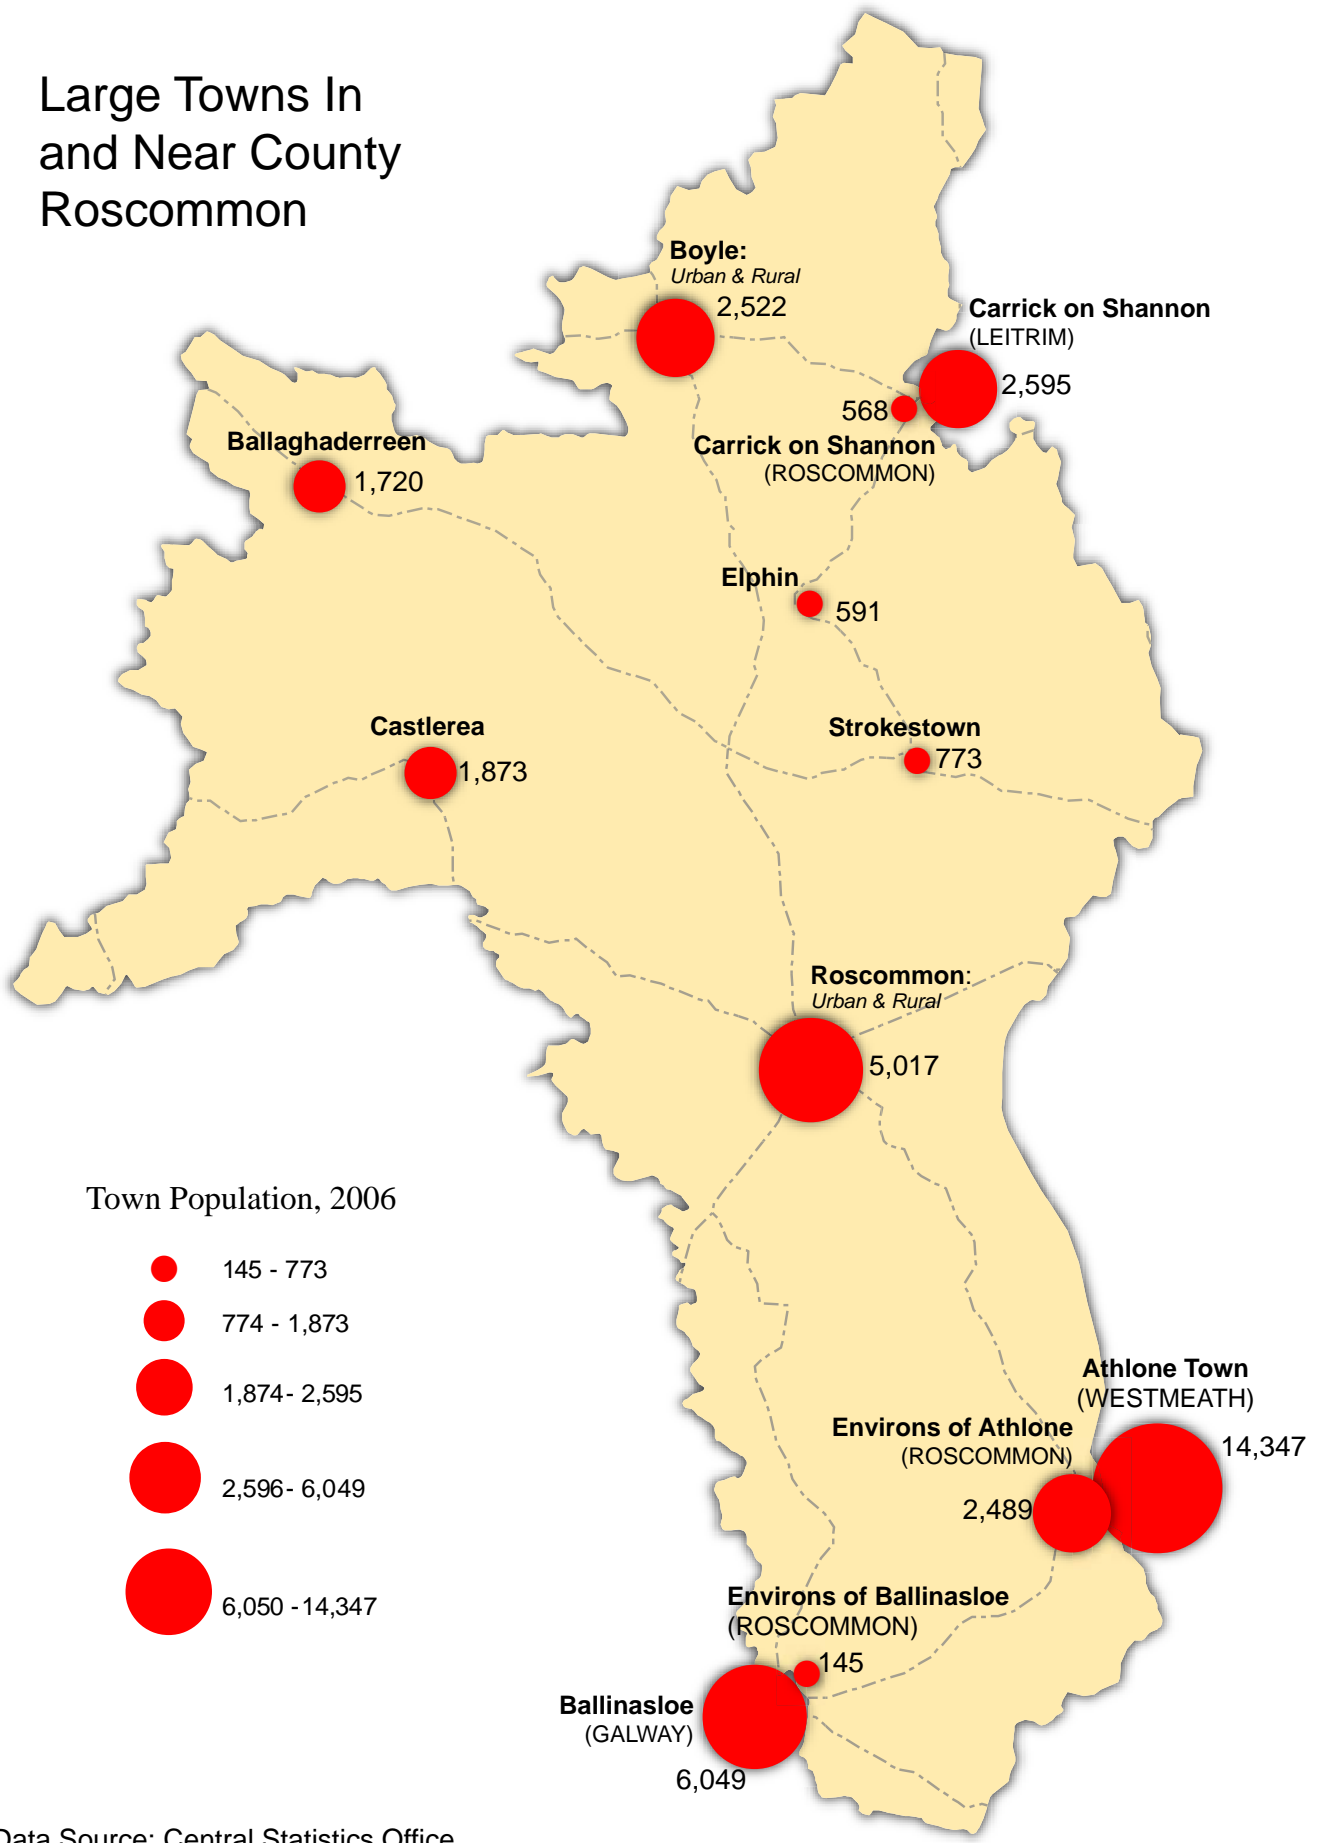 Large Towns In
and Near County
Roscommon
Boyle:
Urban & Rural
2,522
Carrick on Shannon
(LEITRIM)
2,595
568
Carrick on Shannon
(ROSCOMMON)
Ballaghaderreen
1,720
Elphin
591
Castlerea
1,873
Strokestown
773
Roscommon:
Urban & Rural
5,017
Town Population, 2006
145 - 773
774 - 1,873
1,874 - 2,595
2,596 - 6,049
6,050 - 14,347
Athlone Town
(WESTMEATH)
14,347
Environs of Athlone
(ROSCOMMON)
2,489
Environs of Ballinasloe
(ROSCOMMON)
145
Ballinasloe
(GALWAY)
6,049
Data Source: Central Statistics Office